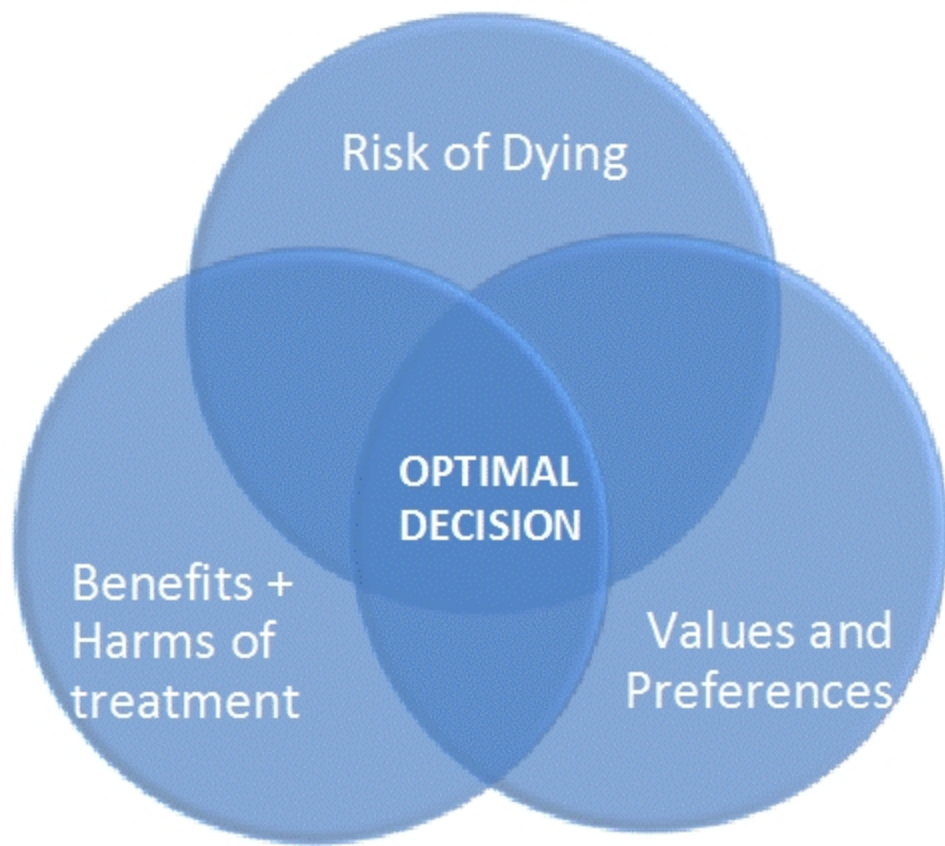 Risk of Dying
OPTIMAL
DECISION
Benefits +
Harms of
treatment
Values and
Preferences